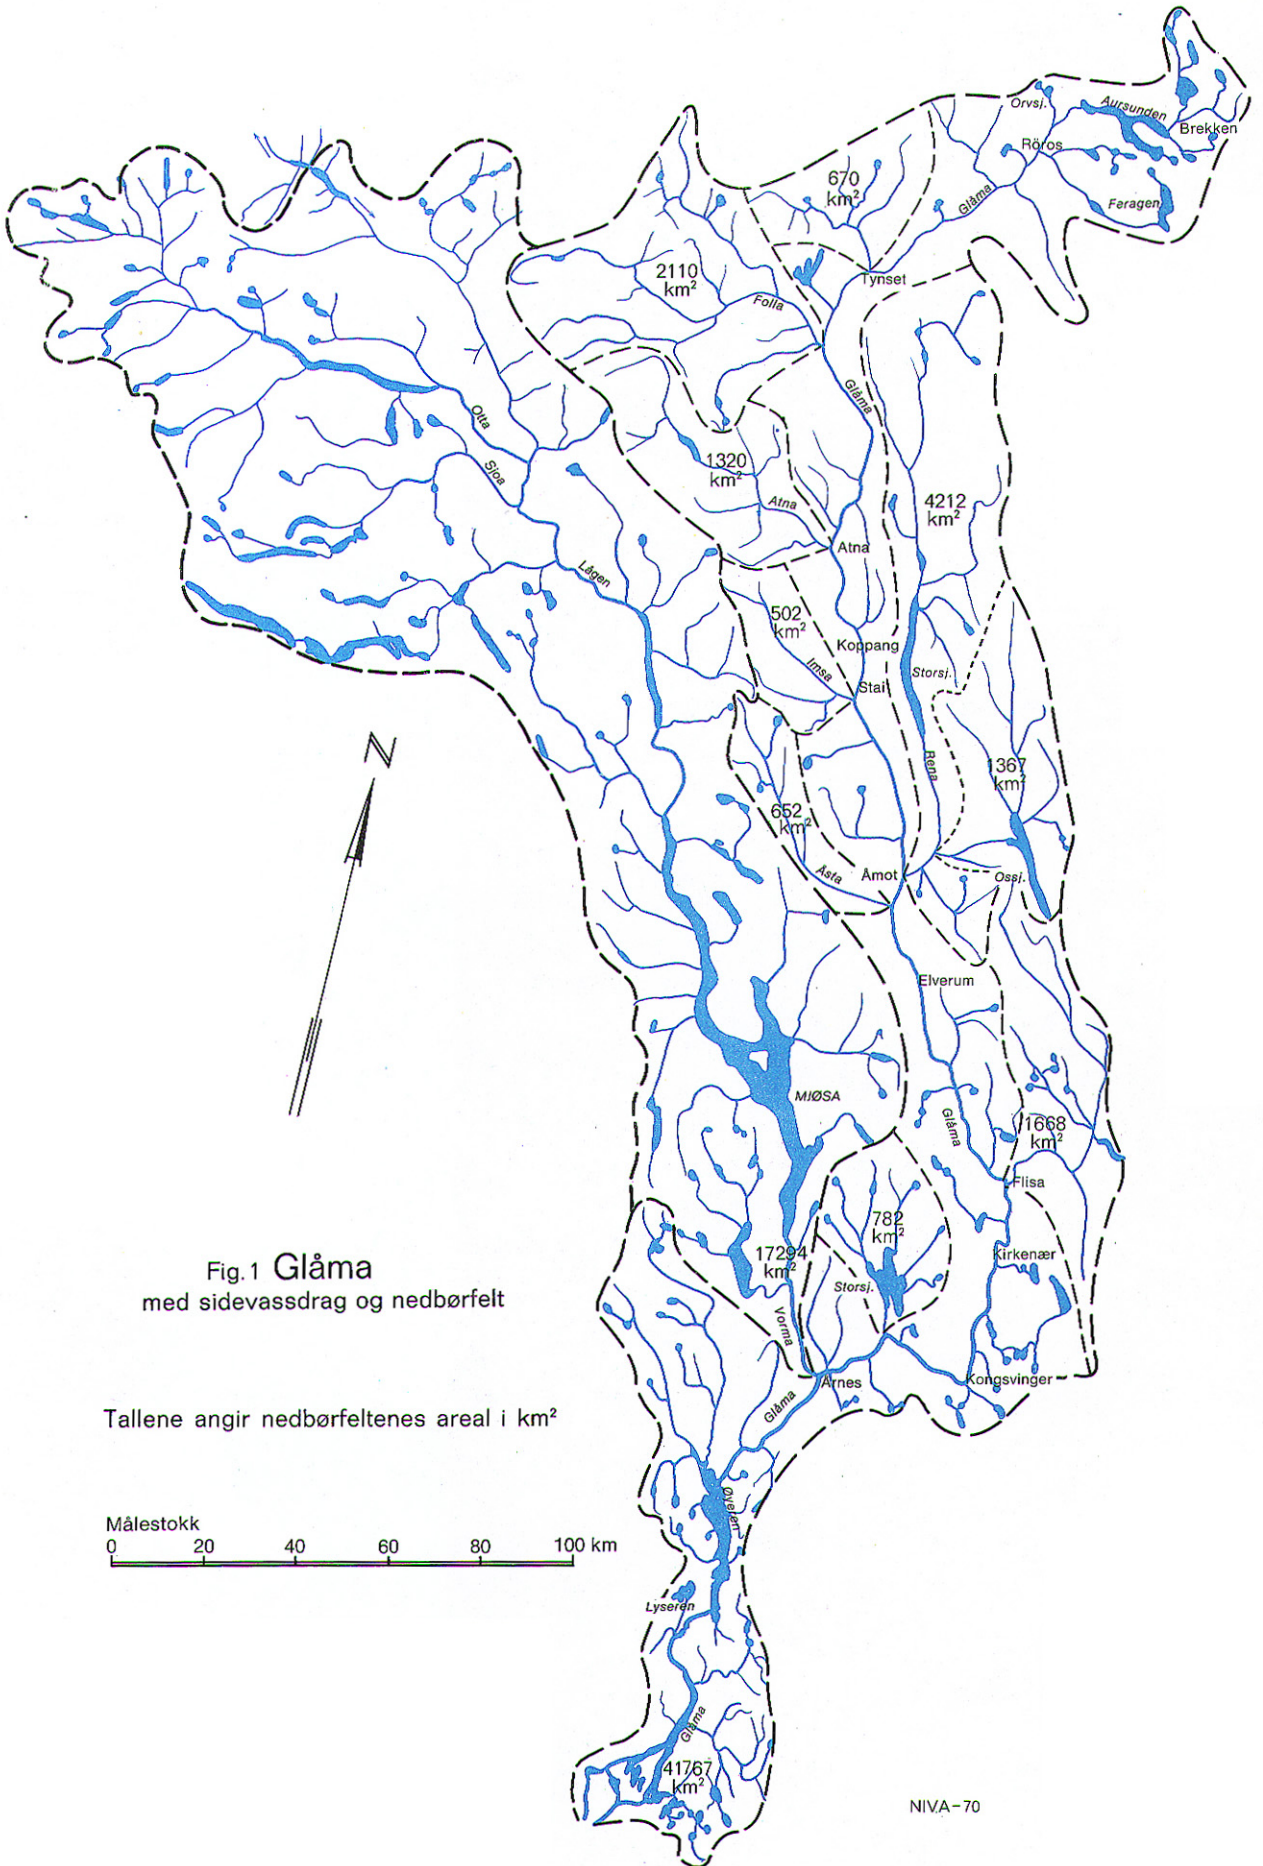 Orvsj.
Aursunden
Brekken
Röros
670
km²
Glåma
Feragen
2110
km²
Tynset
Folla
Glåma
Otta
1320
km²
Sjoa
4212
km²
Atna
Atna
Lågen
502
km²
Koppang
Imsa
Storsj.
Stai
N
Rena
1367
km²
652
km²
Åsta
Åmot
Ossj.
Elverum
MJØSA
Glåma
1668
km²
Flisa
782
km²
17294
km²
Kirkenær
Storsj.
Fig. 1 Glåma
med sidevassdrag og nedbørfelt
Vorma
Årnes
Kongsvinger
Glåma
Tallene angir nedbørfeltenes areal i km²
Øyeren
Målestokk
0 20 40 60 80 100 km
Lyseren
Glåma
41767
km²
NIVA-70